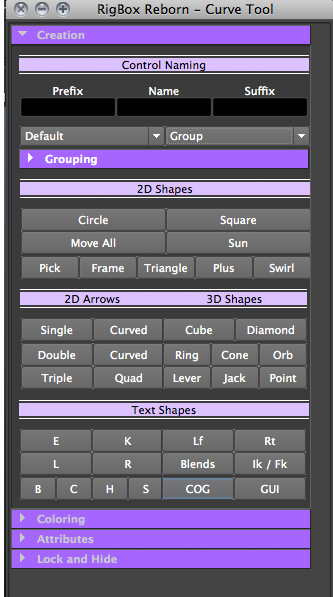 RigBox Reborn - Curve Tool
Creation
Control Naming
Prefix Name Suffix
Default Group
Grouping
2D Shapes
Circle Square
Move All Sun
Pick Frame Triangle Plus Swirl
2D Arrows 3D Shapes
Single Curved Cube Diamond
Double Curved Ring Cone Orb
Triple Quad Lever Jack Point
Text Shapes
E K Lf Rt
L R Blends Ik / Fk
B C H S COG GUI
Coloring
Attributes
Lock and Hide